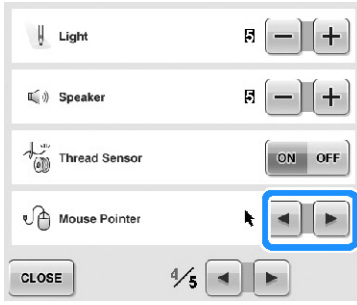 Light 5 − +
Speaker 5 − +
Thread Sensor ON OFF
Mouse Pointer
CLOSE 4/5